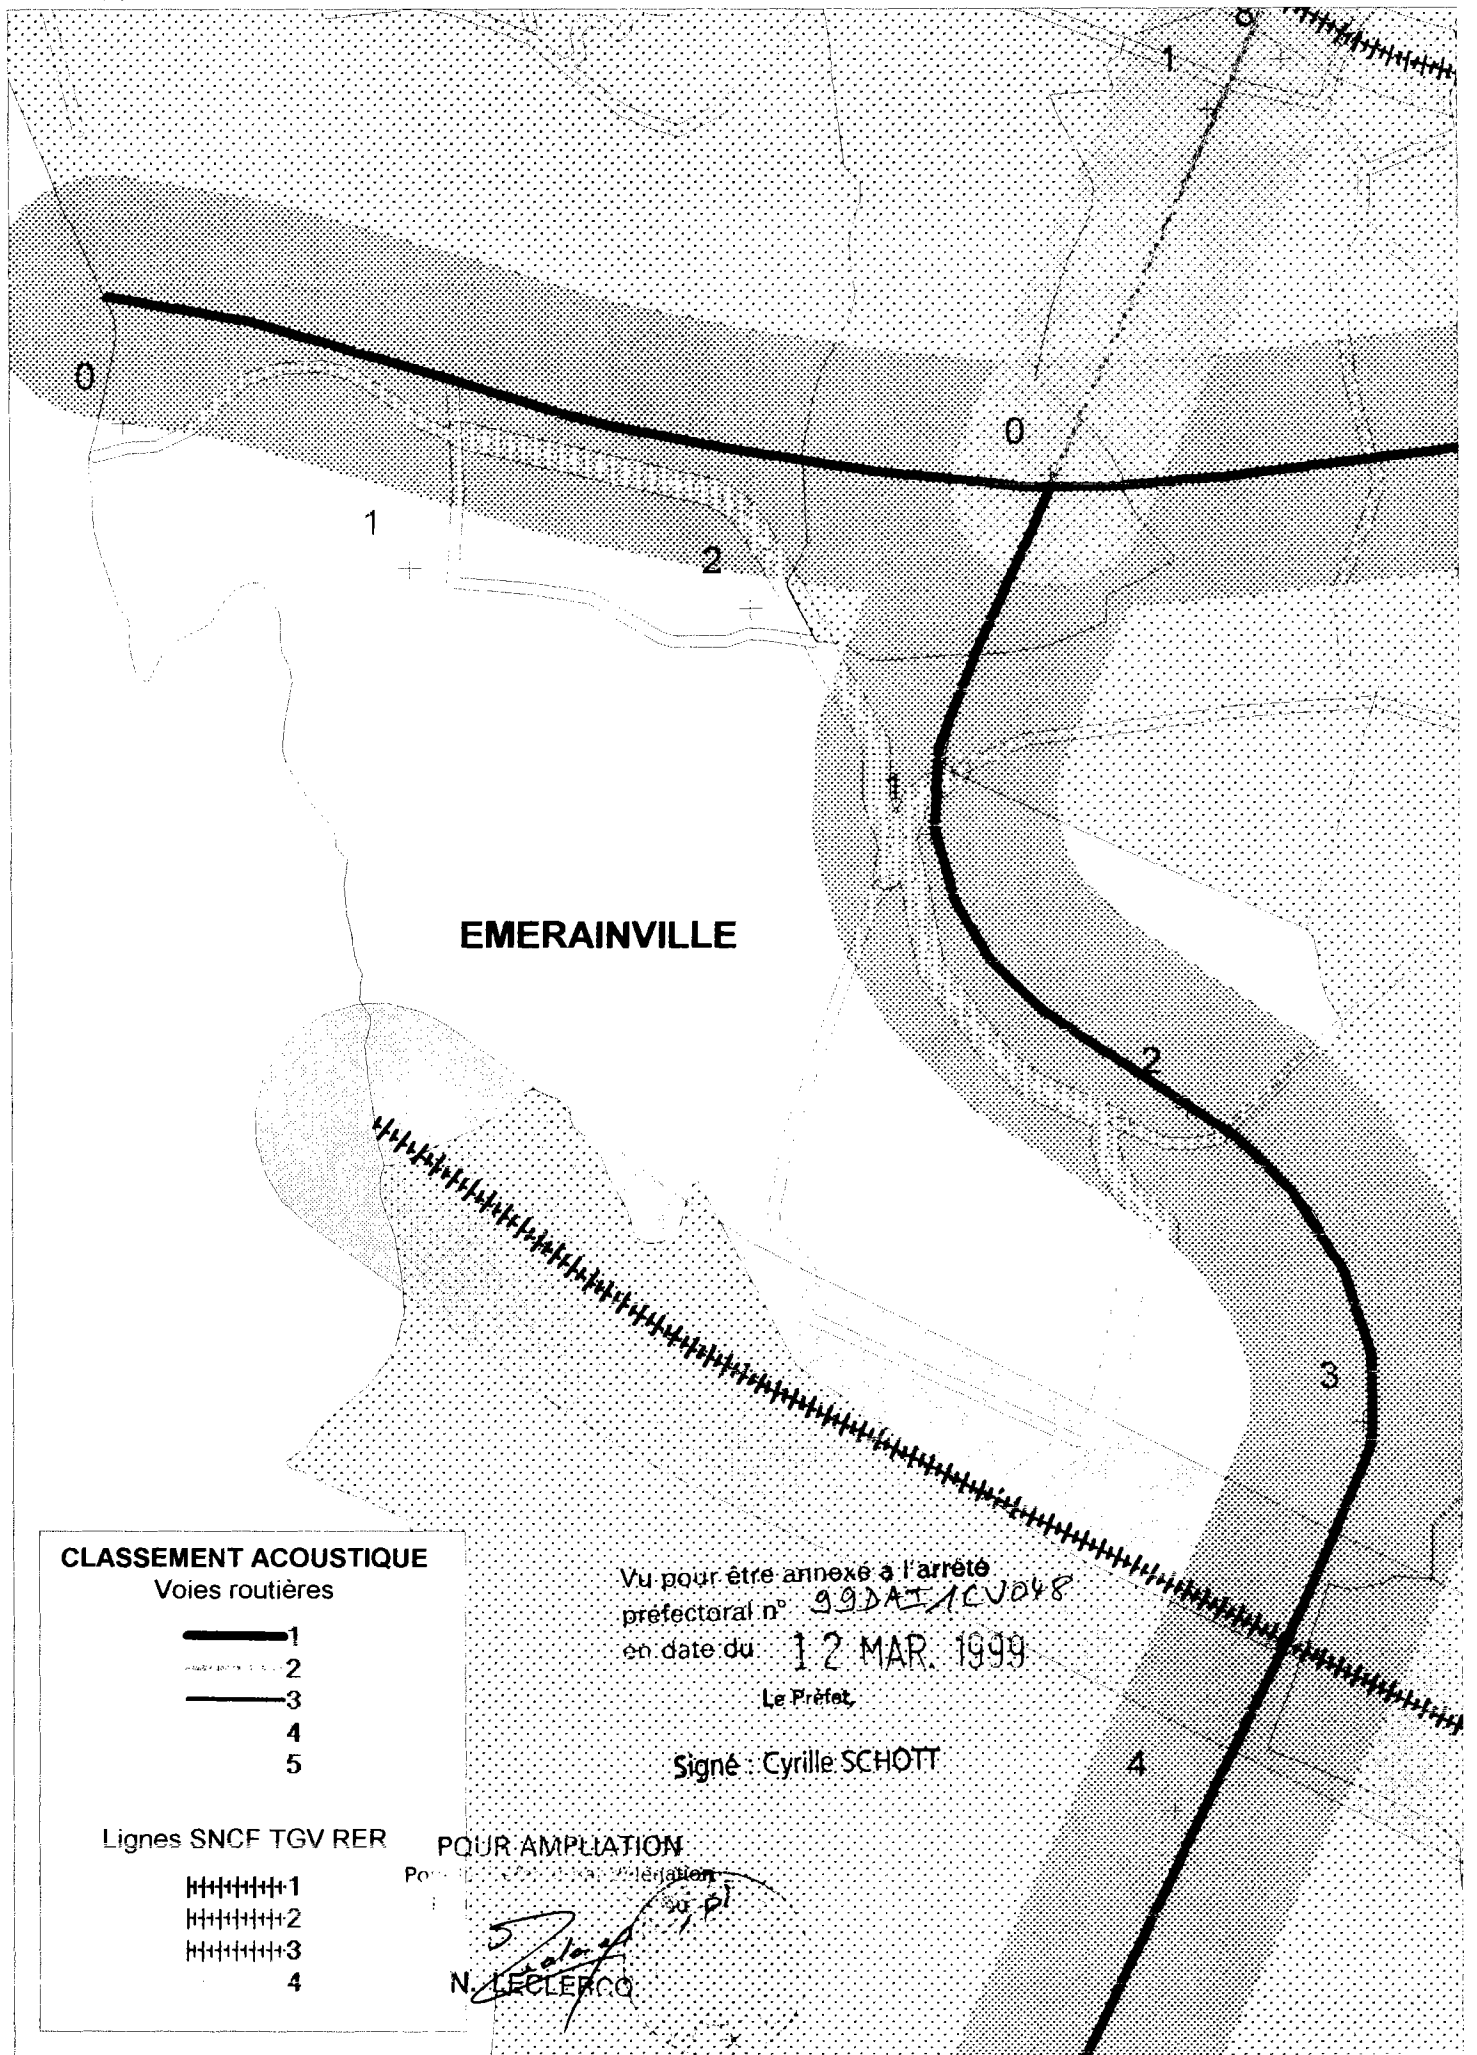 8
1
0
0
1
2
1
EMERAINVILLE
2
3
CLASSEMENT ACOUSTIQUE
Voies routières
1
2
3
4
5
Lignes SNCF TGV RER
1
2
3
4
Vu pour être annexé a l'arrêté
préfectoral n° 99DAI1CV048
en date du 12 MAR. 1999
Le Préfet,
Signé : Cyrille SCHOTT
4
POUR AMPLIATION
N. LECLERCQ